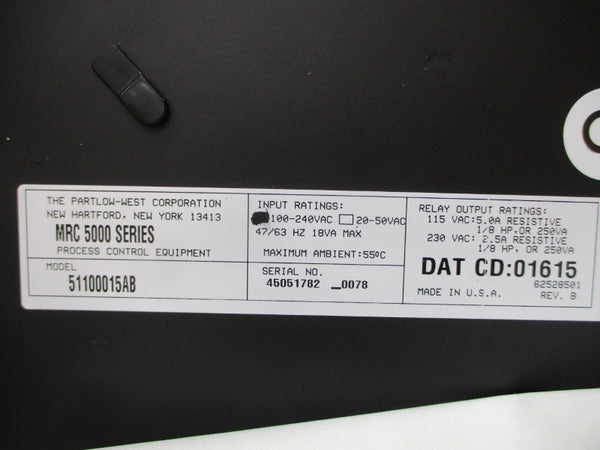 THE PARTLOW-WEST CORPORATION
NEW HARTFORD, NEW YORK 13413
MRC 5000 SERIES
PROCESS CONTROL EQUIPMENT
MODEL
51100015AB
INPUT RATINGS:
100-240VAC 20-50VAC
47/63 HZ 18VA MAX
MAXIMUM AMBIENT:55°C
SERIAL NO.
45051782 _0078
RELAY OUTPUT RATINGS:
115 VAC:5.0A RESISTIVE
1/8 HP. OR 250VA
230 VAC: 2.5A RESISTIVE
1/8 HP. OR 250VA
DAT CD:01615
62528501
MADE IN U.S.A. REV. B